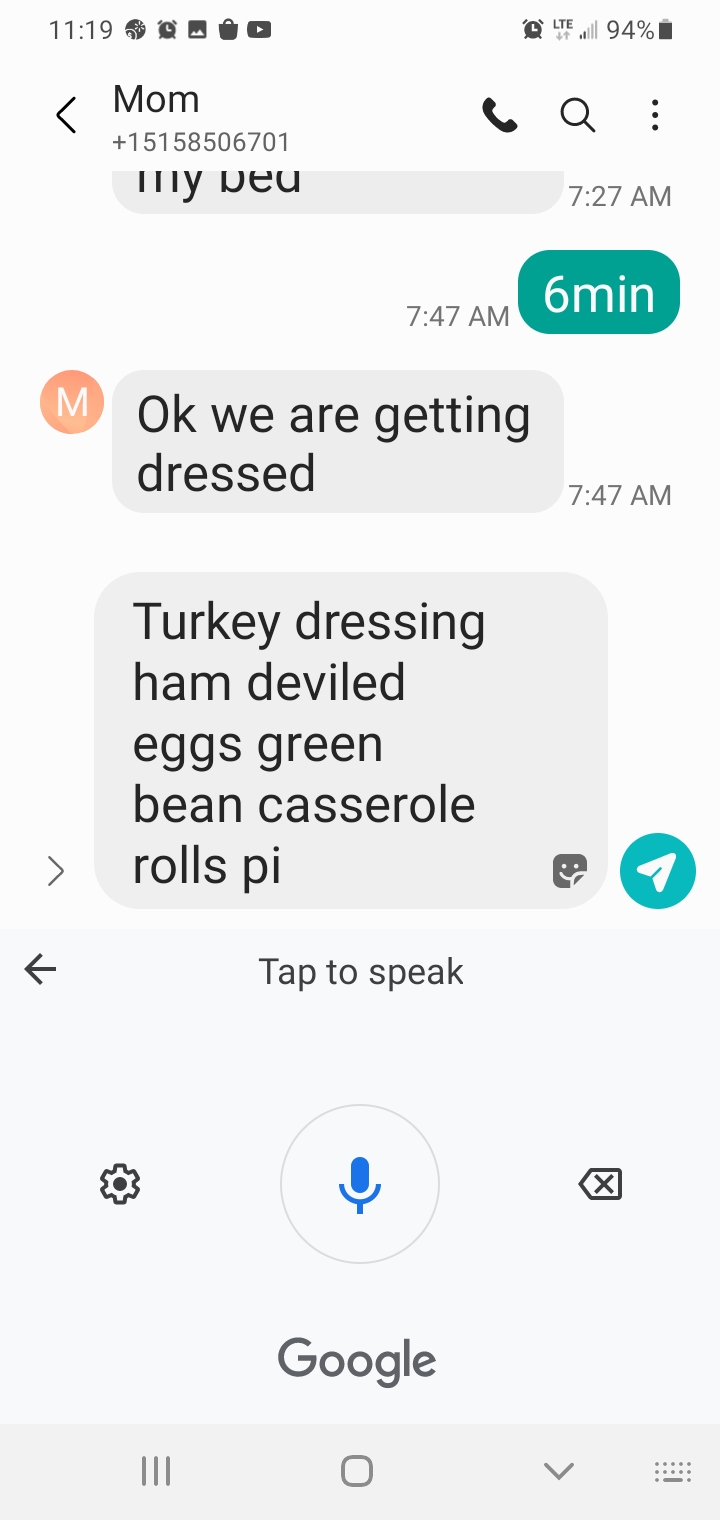 11:19
LTE 94%
Mom
+15158506701
my bed
7:27 AM
6min
7:47 AM
M
Ok we are getting
dressed
7:47 AM
Turkey dressing
ham deviled
eggs green
bean casserole
rolls pi
Tap to speak
Google